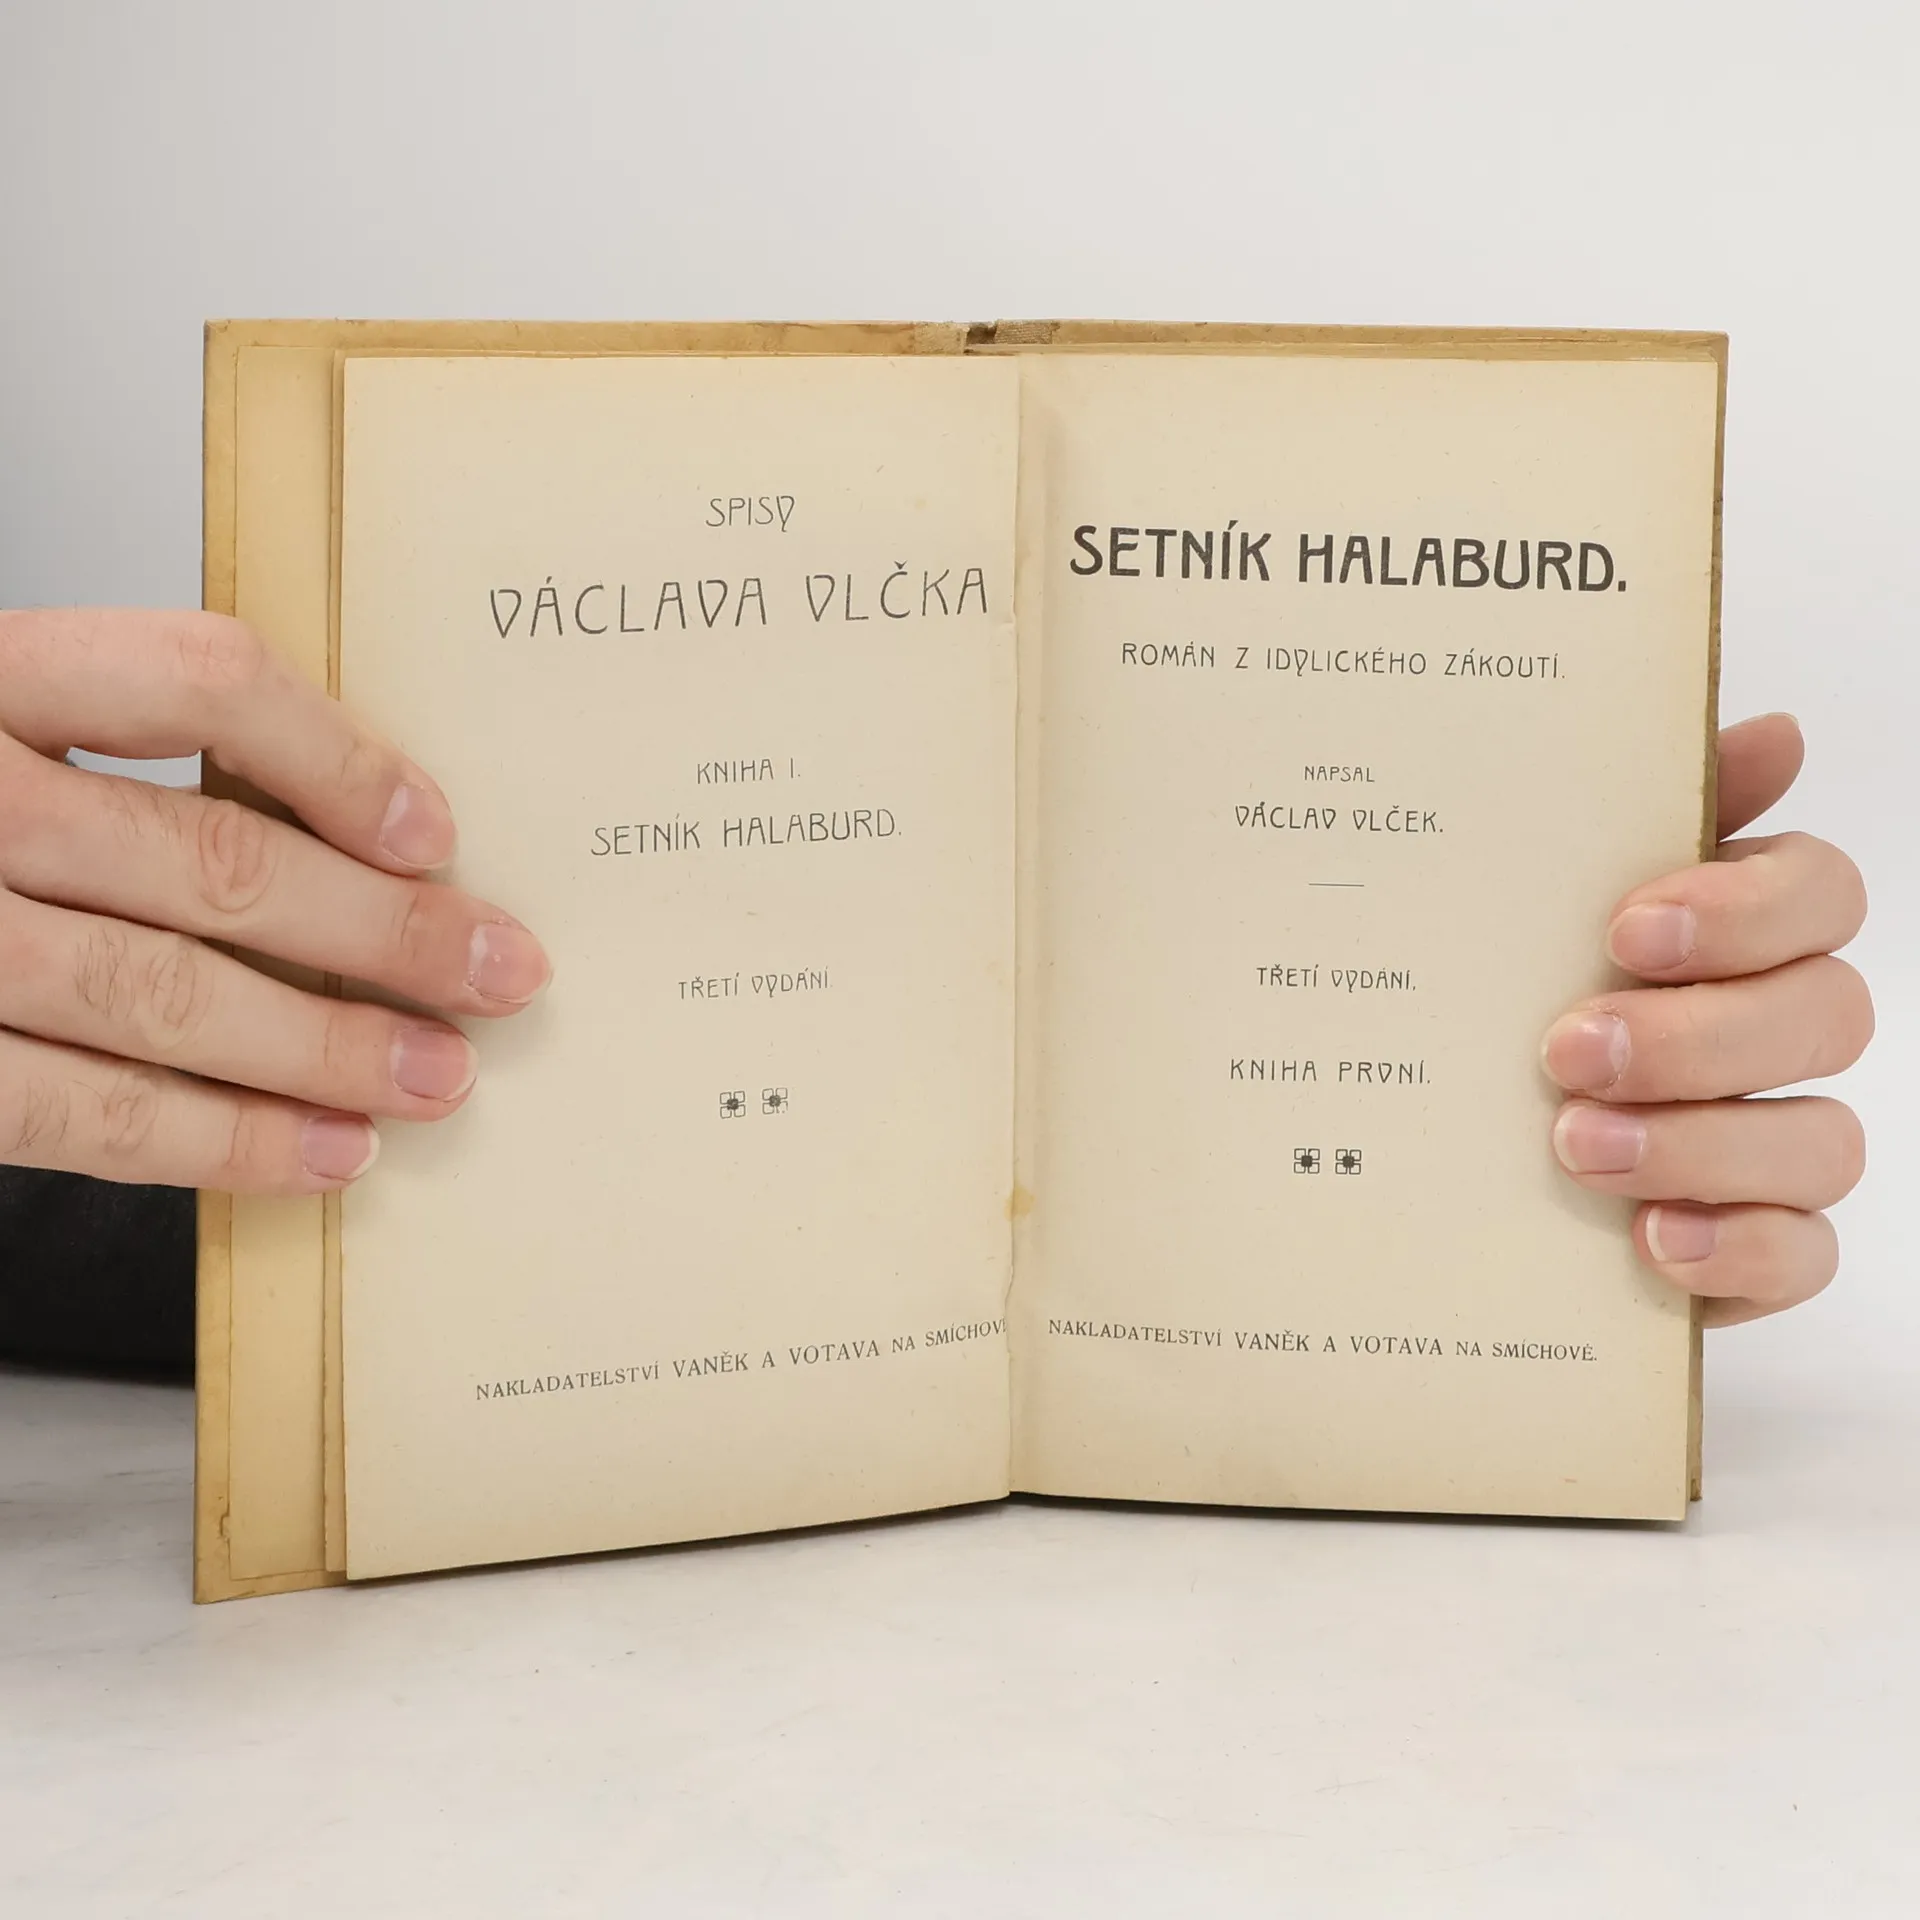 SPISY
VÁCLAVA VLČKA
KNIHA I.
SETNÍK HALABURD.
TŘETÍ VYDÁNÍ.
NAKLADATELSTVÍ VANĚK A VOTAVA NA SMÍCHOVĚ
SETNÍK HALABURD.
ROMÁN Z IDYLICKÉHO ZÁKOUTÍ.
NAPSAL
VÁCLAV VLČEK.
TŘETÍ VYDÁNÍ.
KNIHA PRVNÍ.
NAKLADATELSTVÍ VANĚK A VOTAVA NA SMÍCHOVĚ.